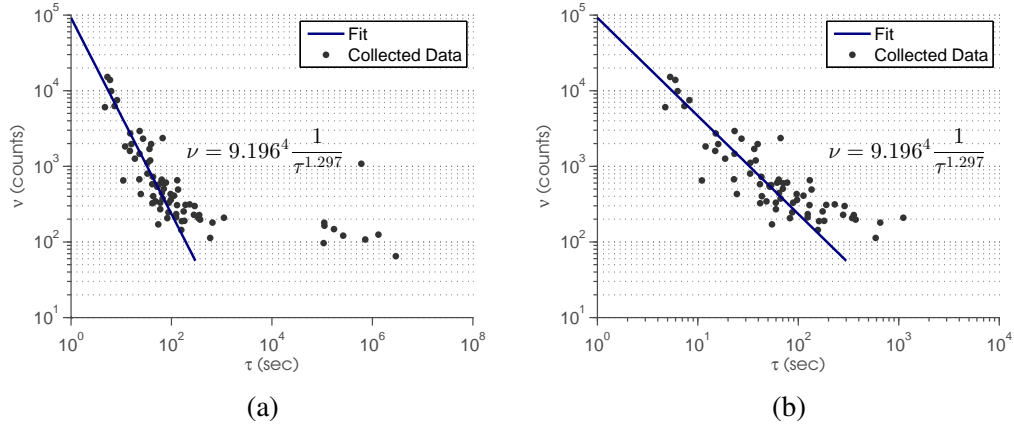 10^5
10^4
10^3
10^2
10^1
10^0
10^2
10^4
10^6
10^8
ν (counts)
τ (sec)
Fit
Collected Data
ν = 9.196^4 1/τ^1.297
(a)
10^5
10^4
10^3
10^2
10^1
10^0
10^1
10^2
10^3
10^4
ν (counts)
τ (sec)
Fit
Collected Data
ν = 9.196^4 1/τ^1.297
(b)